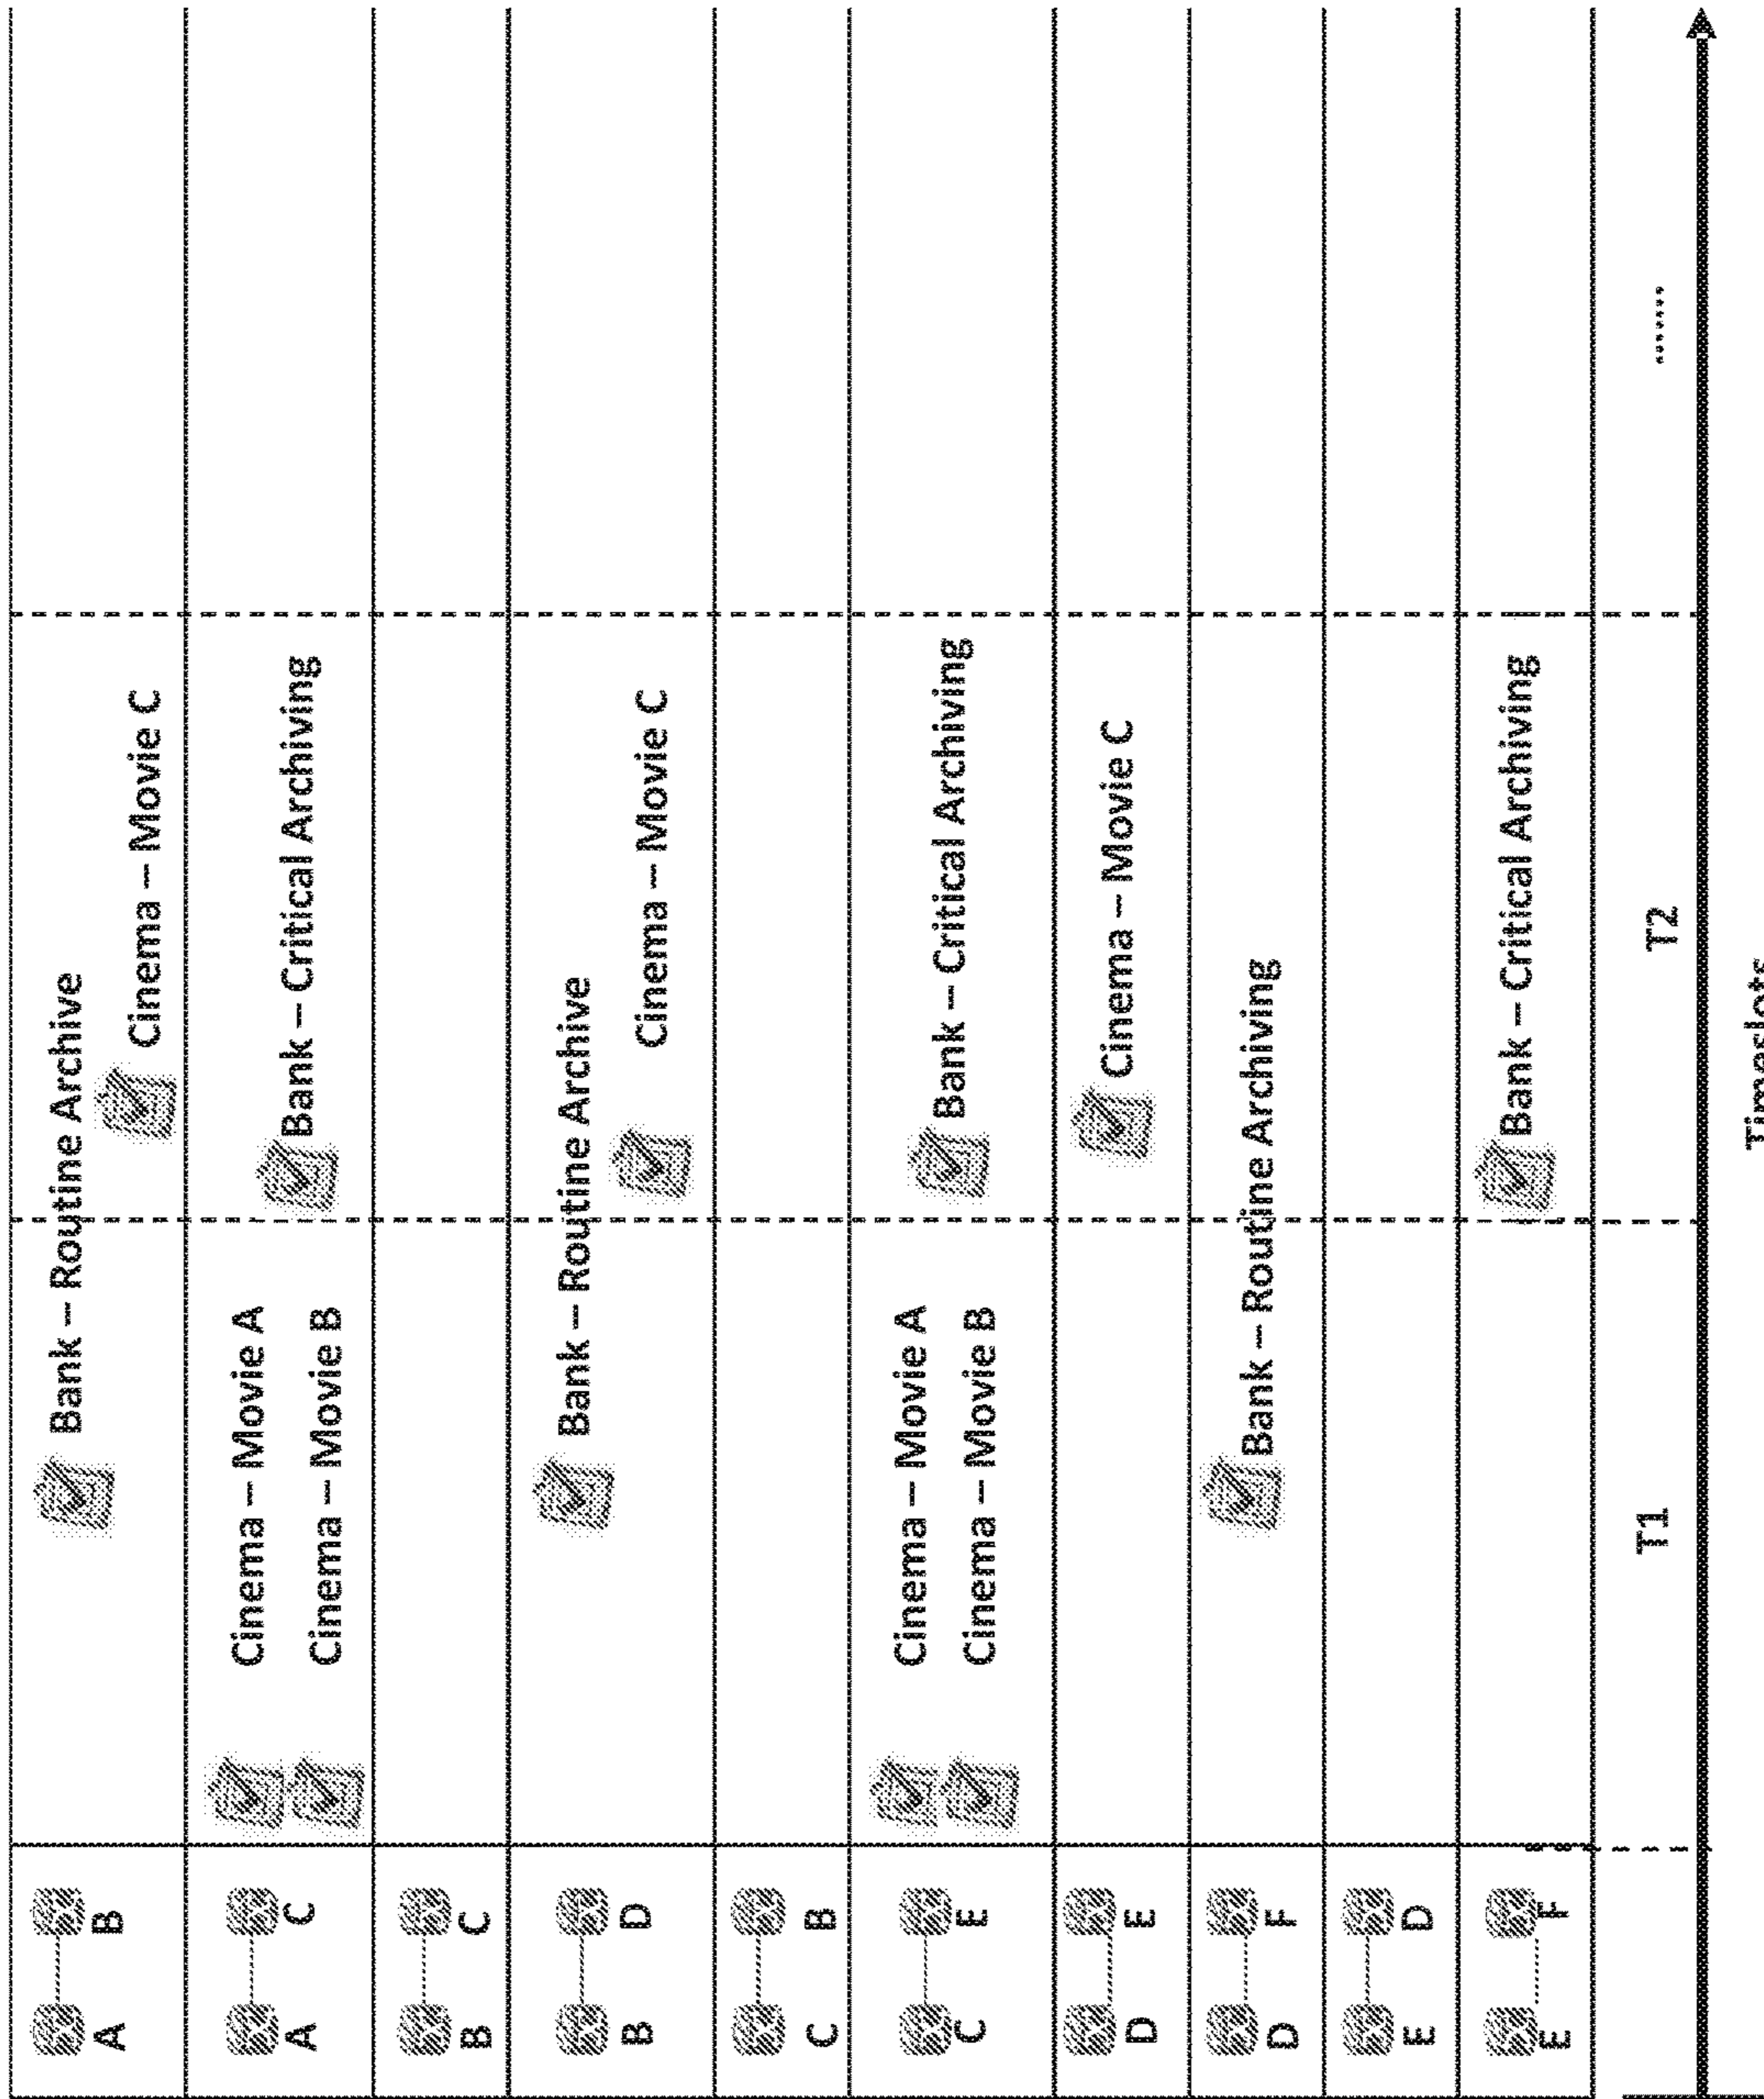 A B
Bank – Routine Archive
Cinema – Movie C
A C
Cinema – Movie A
Cinema – Movie B
Bank – Critical Archiving
B C
B D
Bank – Routine Archive
Cinema – Movie C
C B
C E
Cinema – Movie A
Cinema – Movie B
Bank – Critical Archiving
D E
Cinema – Movie C
D F
Bank – Routine Archiving
E D
E F
Bank – Critical Archiving
T1 T2 .......
Timeslots